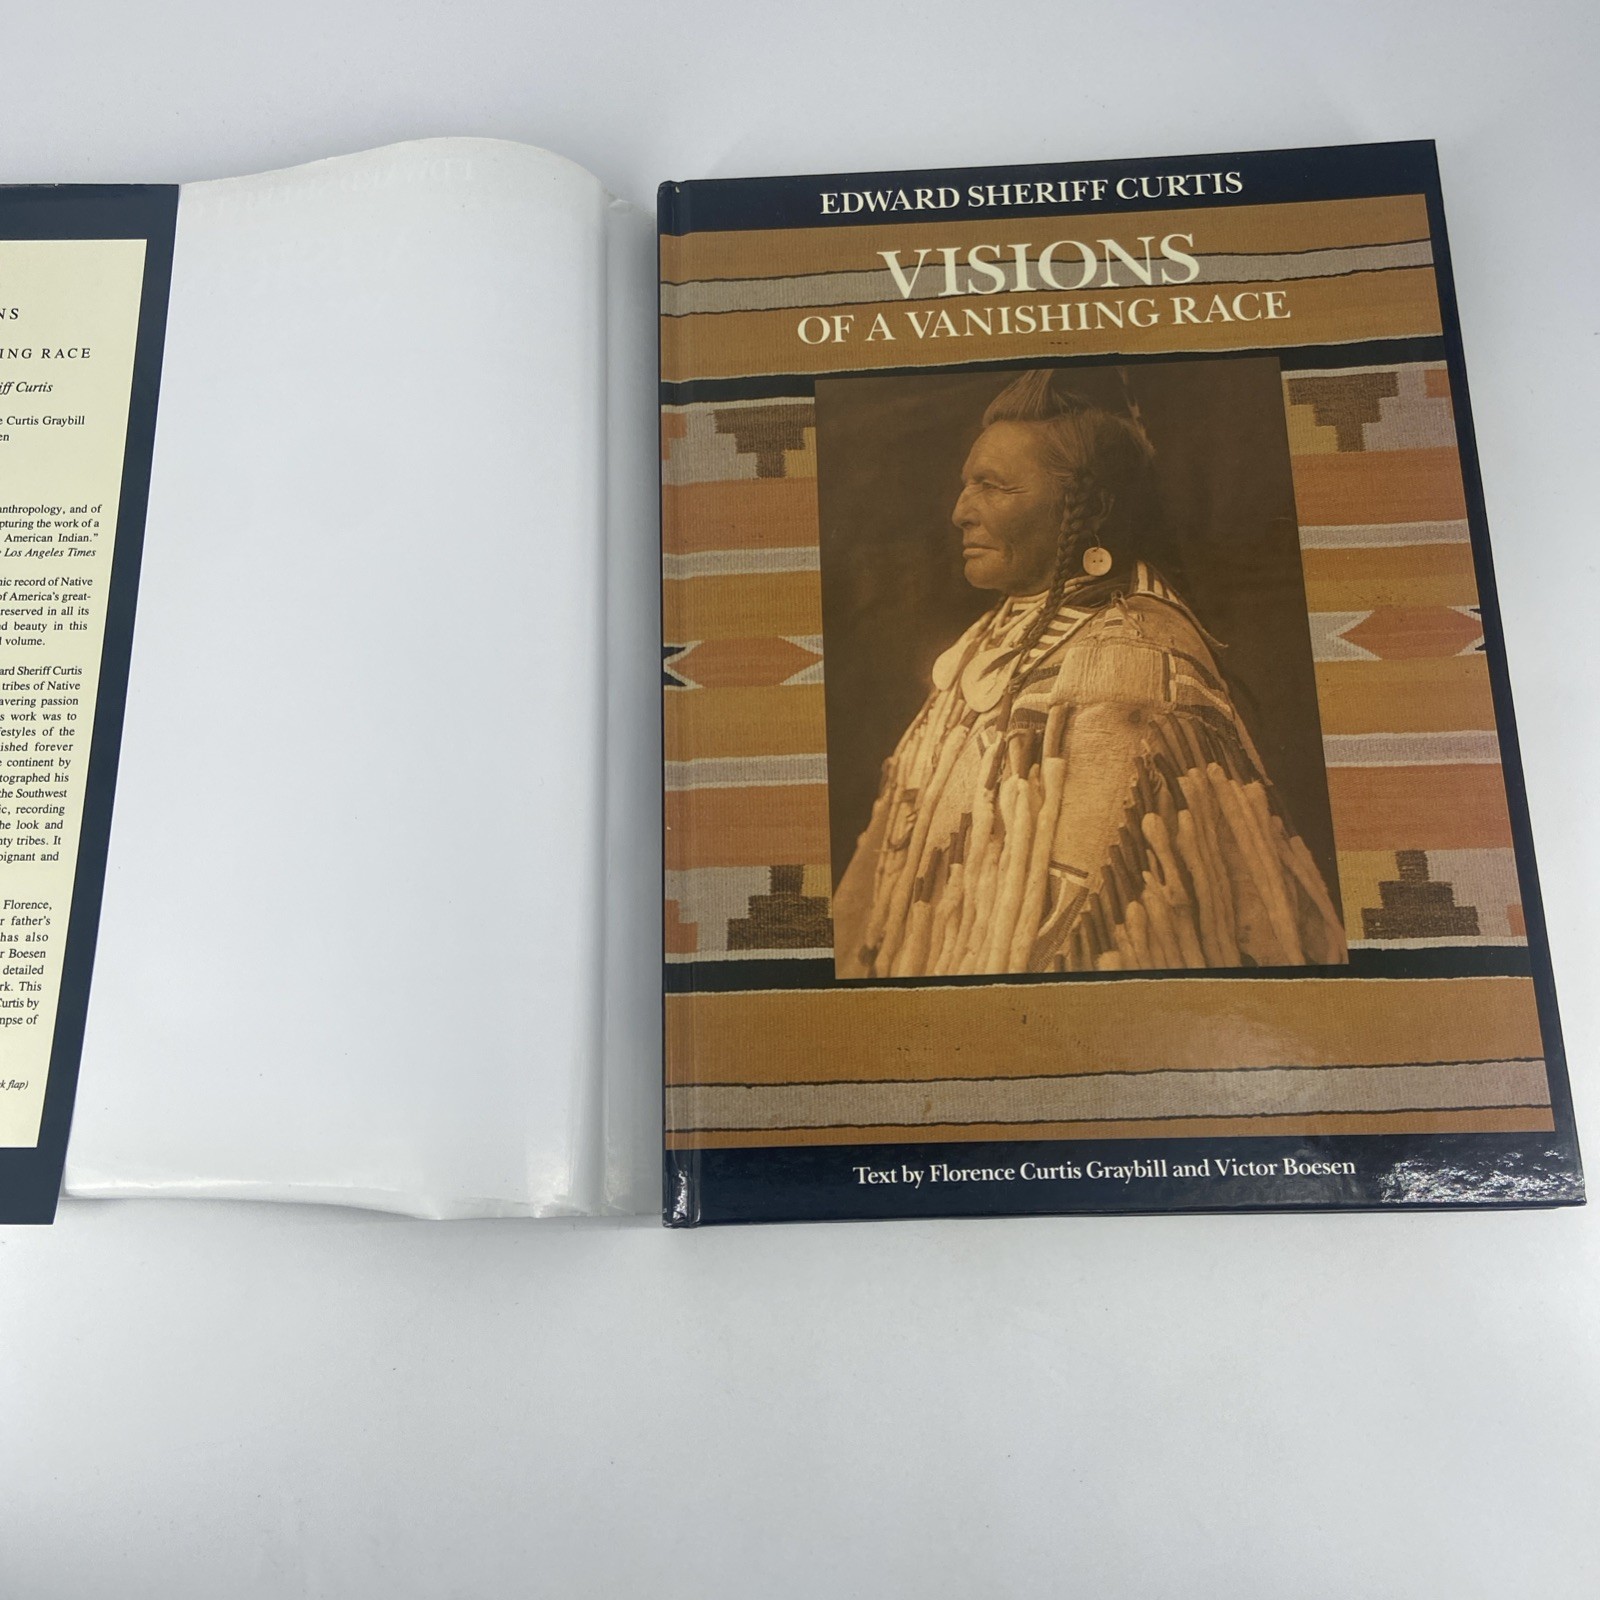 NS
ING RACE
iff Curtis
e Curtis Graybill
en
anthropology, and of
pturing the work of a
American Indian."
Los Angeles Times
ic record of Native
of America's great-
reserved in all its
d beauty in this
volume.
ard Sheriff Curtis
tribes of Native
avering passion
s work was to
estyles of the
ished forever
e continent by
tographed his
the Southwest
ic, recording
he look and
nty tribes. It
oignant and
Florence,
r father's
has also
r Boesen
detailed
rk. This
Curtis by
mpse of
k flap)
EDWARD SHERIFF CURTIS
VISIONS
OF A VANISHING RACE
Text by Florence Curtis Graybill and Victor Boesen